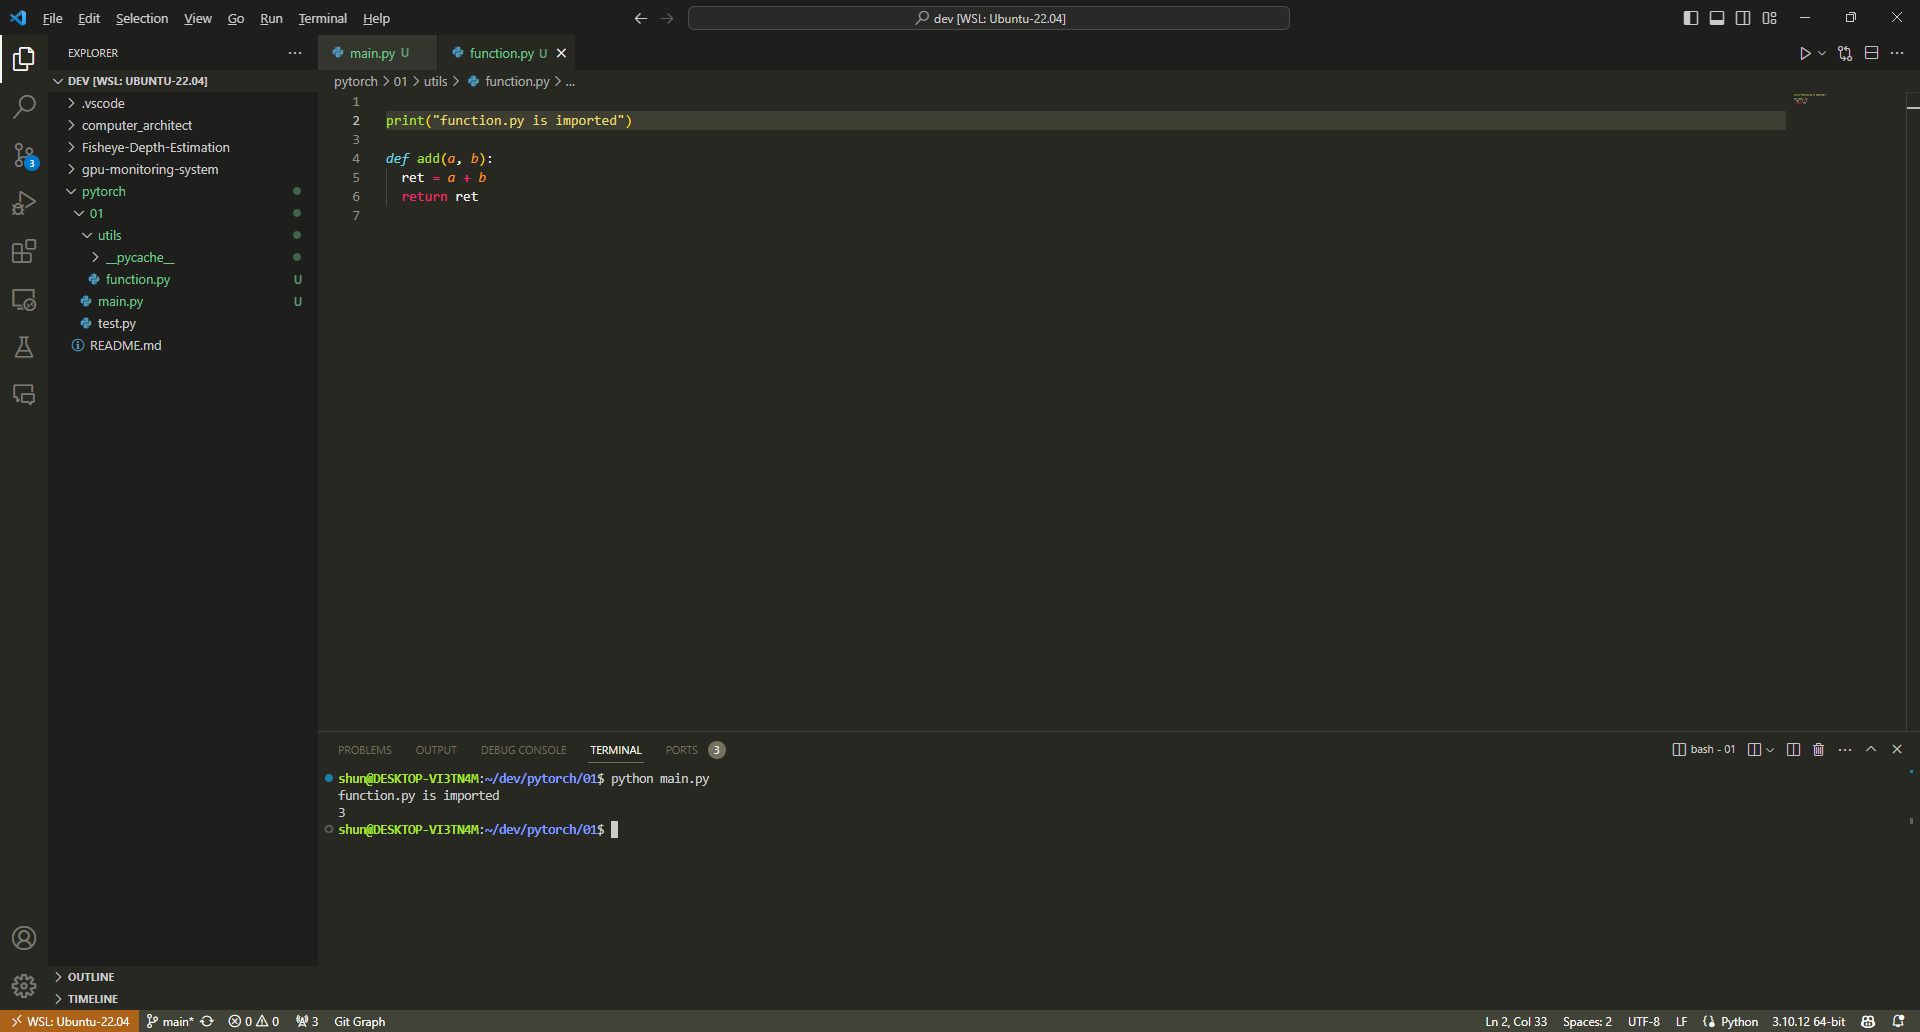 File Edit Selection View Go Run Terminal Help
dev [WSL: Ubuntu-22.04]
EXPLORER
DEV [WSL: UBUNTU-22.04]
.vscode
computer_architect
Fisheye-Depth-Estimation
gpu-monitoring-system
pytorch
01
utils
__pycache__
function.py U
main.py U
test.py
README.md
3
OUTLINE
TIMELINE
main.py U function.py U
pytorch > 01 > utils > function.py > ...
1
2 print("function.py is imported")
3
4 def add(a, b):
5 ret = a + b
6 return ret
7
PROBLEMS OUTPUT DEBUG CONSOLE TERMINAL PORTS 3
bash - 01
shun@DESKTOP-VI3TN4M:~/dev/pytorch/01$ python main.py
function.py is imported
3
shun@DESKTOP-VI3TN4M:~/dev/pytorch/01$
WSL: Ubuntu-22.04 main* 0 0 3 Git Graph
Ln 2, Col 33 Spaces: 2 UTF-8 LF Python 3.10.12 64-bit